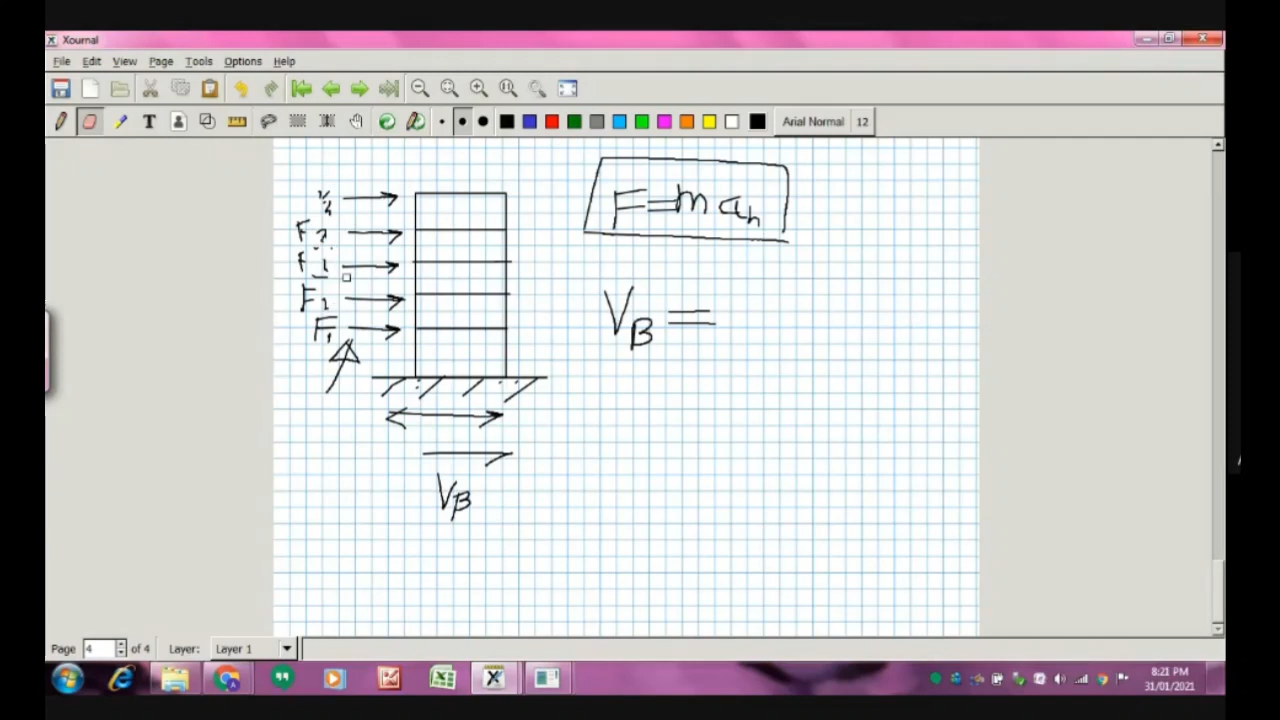 Xournal
File Edit View Page Tools Options Help
Arial Normal 12
F = m a_h
F
F₂
F₁
V_B =
V_B
Page 4 of 4 Layer: Layer 1
8:21 PM
31/01/2021